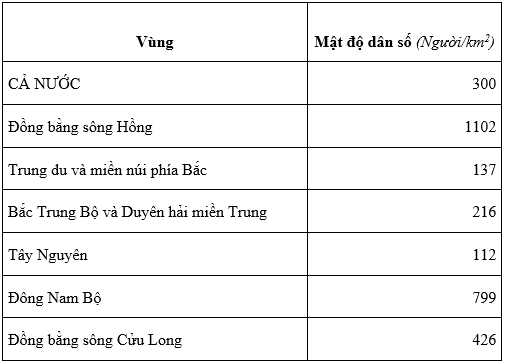 Vùng Mật độ dân số (Người/km²)
CẢ NƯỚC 300
Đồng bằng sông Hồng 1102
Trung du và miền núi phía Bắc 137
Bắc Trung Bộ và Duyên hải miền Trung 216
Tây Nguyên 112
Đông Nam Bộ 799
Đồng bằng sông Cửu Long 426